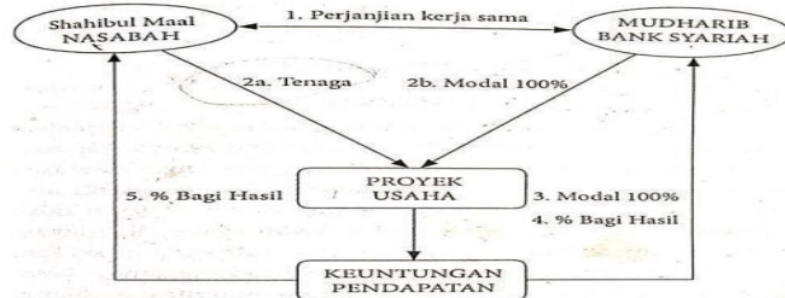 Shahibul Maal
NASABAH
1. Perjanjian kerja sama
MUDHARIB
BANK SYARIAH
2a. Tenaga
2b. Modal 100%
PROYEK
USAHA
5. % Bagi Hasil
3. Modal 100%
4. % Bagi Hasil
KEUNTUNGAN
PENDAPATAN